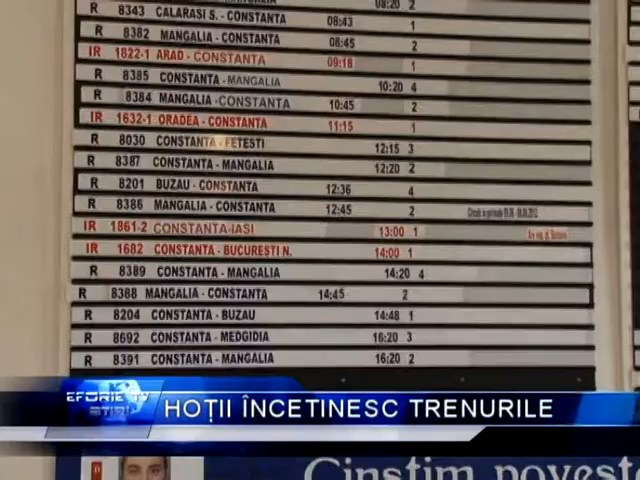 08:20 2
R 8343 CALARASI S. - CONSTANTA 08:43 1
R 8382 MANGALIA - CONSTANTA 08:45 2
IR 1822-1 ARAD - CONSTANTA 09:18 1
R 8385 CONSTANTA - MANGALIA 10:20 4
R 8384 MANGALIA - CONSTANTA 10:45 2
IR 1632-1 ORADEA - CONSTANTA 11:15 1
R 8030 CONSTANTA - FETESTI 12:15 3
R 8387 CONSTANTA - MANGALIA 12:20 2
R 8201 BUZAU - CONSTANTA 12:36 4
R 8386 MANGALIA - CONSTANTA 12:45 2
IR 1861-2 CONSTANTA-IASI 13:00 1
IR 1682 CONSTANTA - BUCURESTI N. 14:00 1
R 8389 CONSTANTA - MANGALIA 14:20 4
R 8388 MANGALIA - CONSTANTA 14:45 2
R 8204 CONSTANTA - BUZAU 14:48 1
R 8692 CONSTANTA - MEDGIDIA 16:20 3
R 8391 CONSTANTA - MANGALIA 16:20 2
EFORIE TV
ȘTIRI
HOȚII ÎNCETINESC TRENURILE
Cinstim poveste